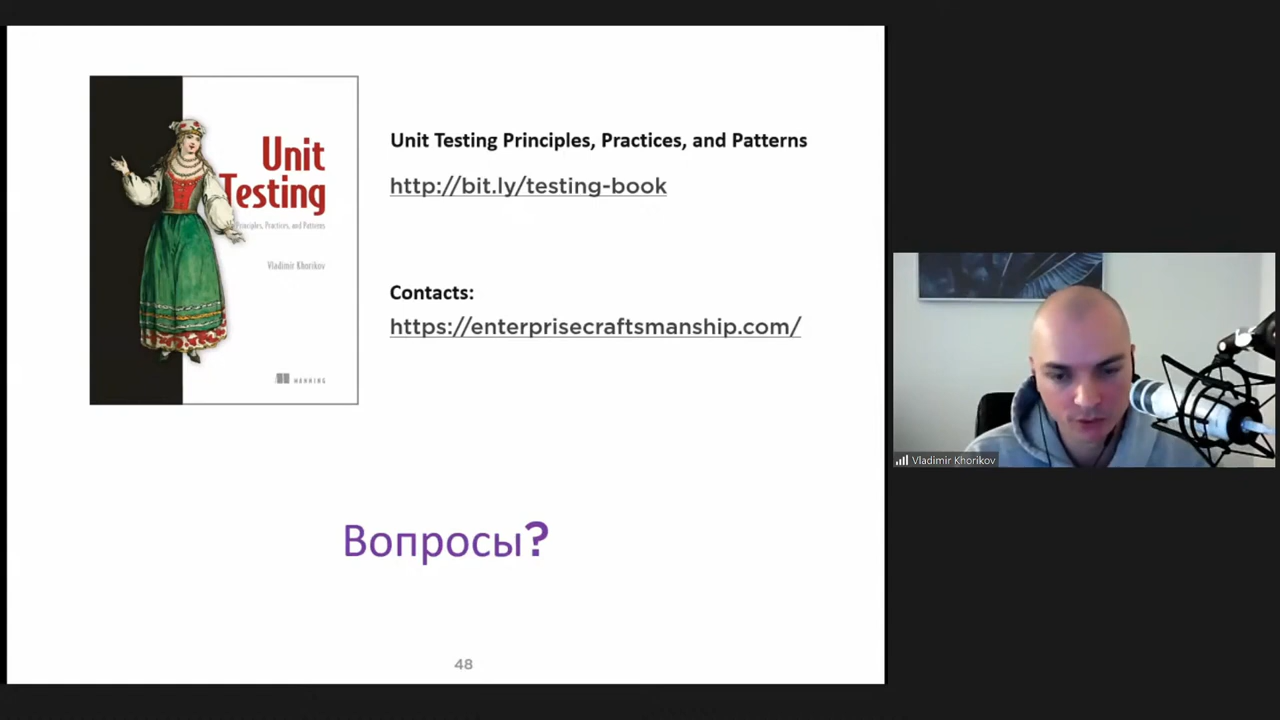 Unit
Testing
Principles, Practices, and Patterns
Vladimir Khorikov
MANNING
Unit Testing Principles, Practices, and Patterns
http://bit.ly/testing-book
Contacts:
https://enterprisecraftsmanship.com/
Вопросы?
48
Vladimir Khorikov